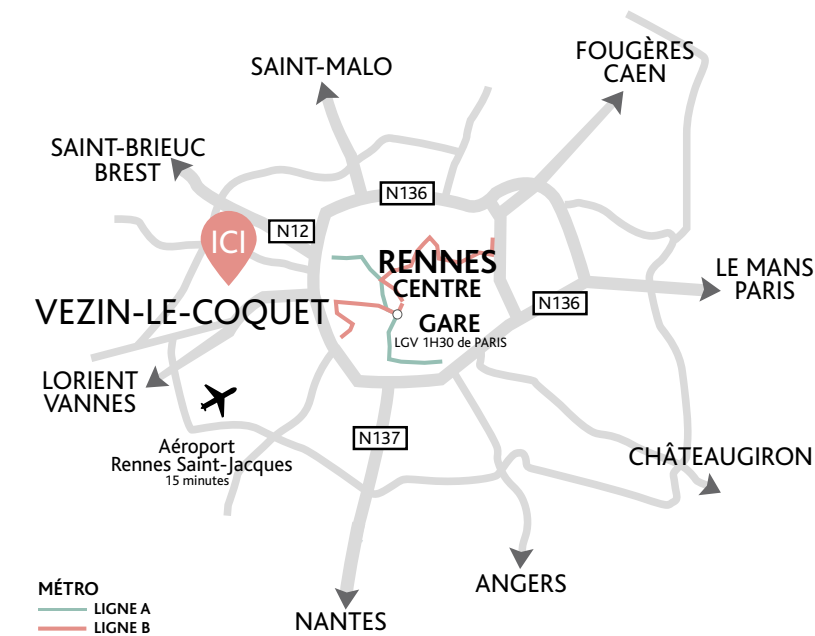 FOUGÈRES
CAEN
SAINT-MALO
SAINT-BRIEUC
BREST
N136
N12
ICI
RENNES
CENTRE
LE MANS
PARIS
N136
VEZIN-LE-COQUET
GARE
LGV 1H30 de PARIS
LORIENT
VANNES
N137
Aéroport
Rennes Saint-Jacques
15 minutes
CHÂTEAUGIRON
ANGERS
NANTES
MÉTRO
LIGNE A
LIGNE B